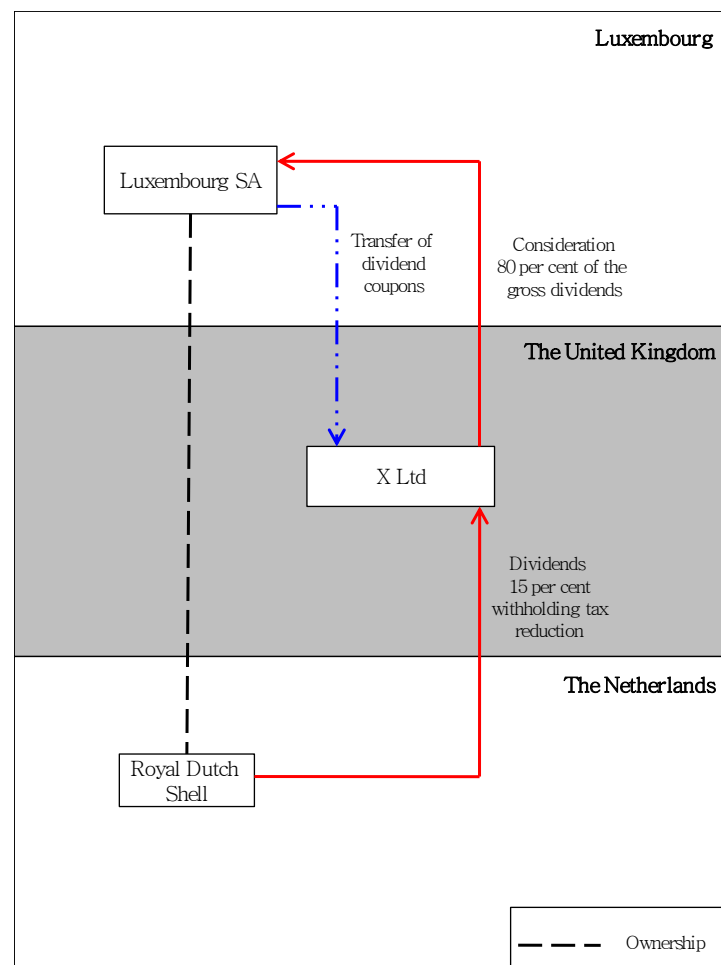 Luxembourg
Luxembourg SA
Transfer of
dividend
coupons
Consideration
80 per cent of the
gross dividends
The United Kingdom
X Ltd
Dividends
15 per cent
withholding tax
reduction
The Netherlands
Royal Dutch
Shell
Ownership